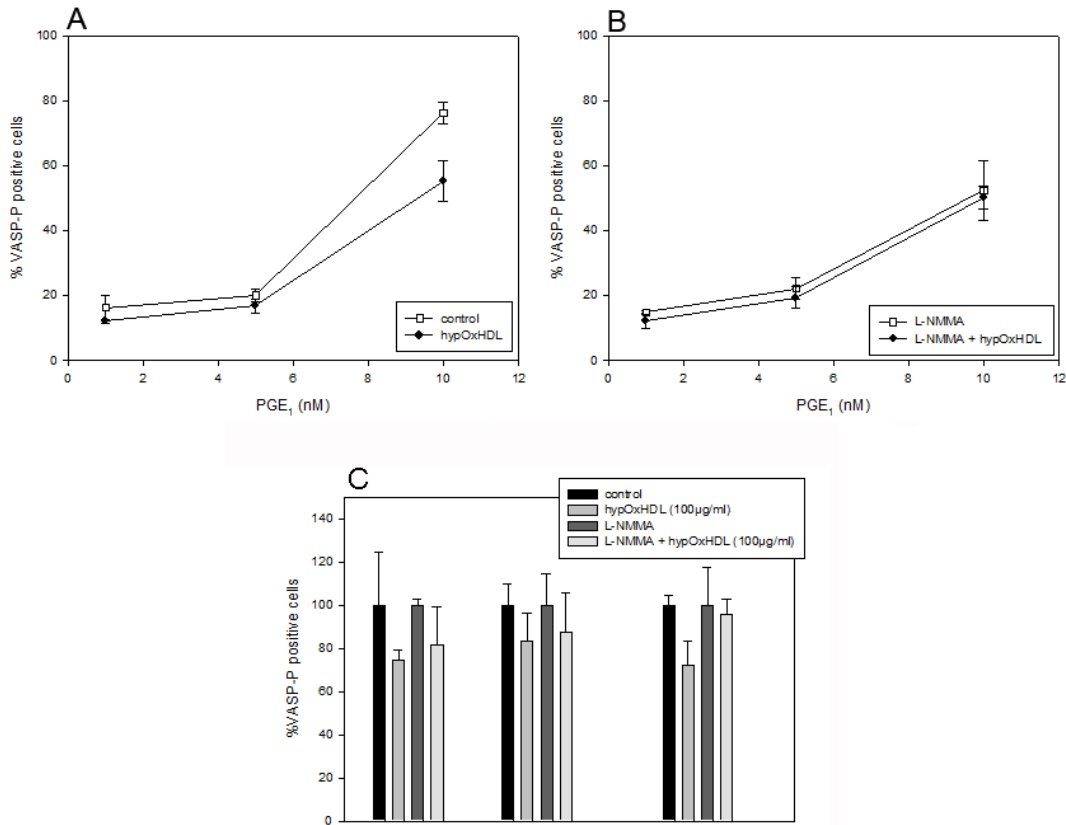 A
100
80
60
40
20
0
% VASP-P positive cells
0 2 4 6 8 10 12
PGE1 (nM)
control
hypOxHDL
B
100
80
60
40
20
0
% VASP-P positive cells
0 2 4 6 8 10 12
PGE1 (nM)
L-NMMA
L-NMMA + hypOxHDL
C
140
120
100
80
60
40
20
0
%VASP-P positive cells
control
hypOxHDL (100µg/ml)
L-NMMA
L-NMMA + hypOxHDL (100µg/ml)